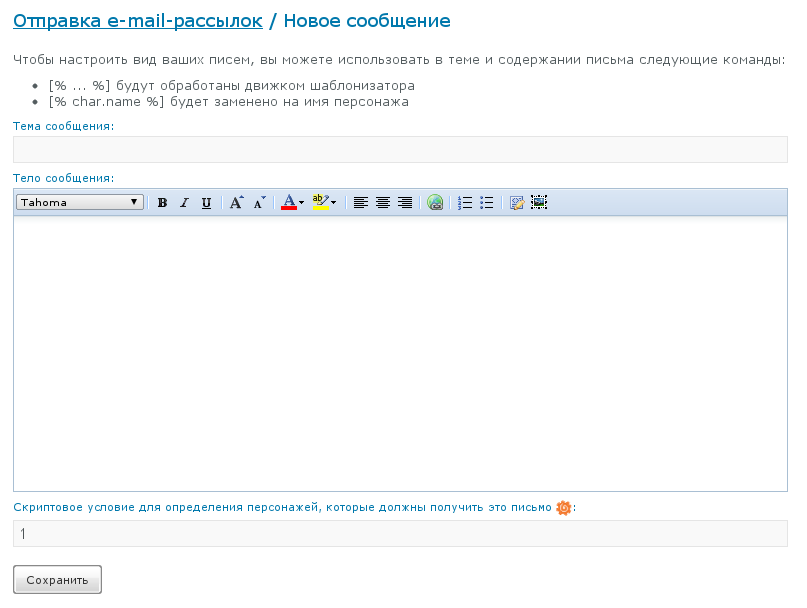 Отправка e-mail-рассылок / Новое сообщение
Чтобы настроить вид ваших писем, вы можете использовать в теме и содержании письма следующие команды:
[% ... %] будут обработаны движком шаблонизатора
[% char.name %] будет заменено на имя персонажа
Тема сообщения:
Тело сообщения:
Tahoma B I U A A A ab
Скриптовое условие для определения персонажей, которые должны получить это письмо :
1
Сохранить